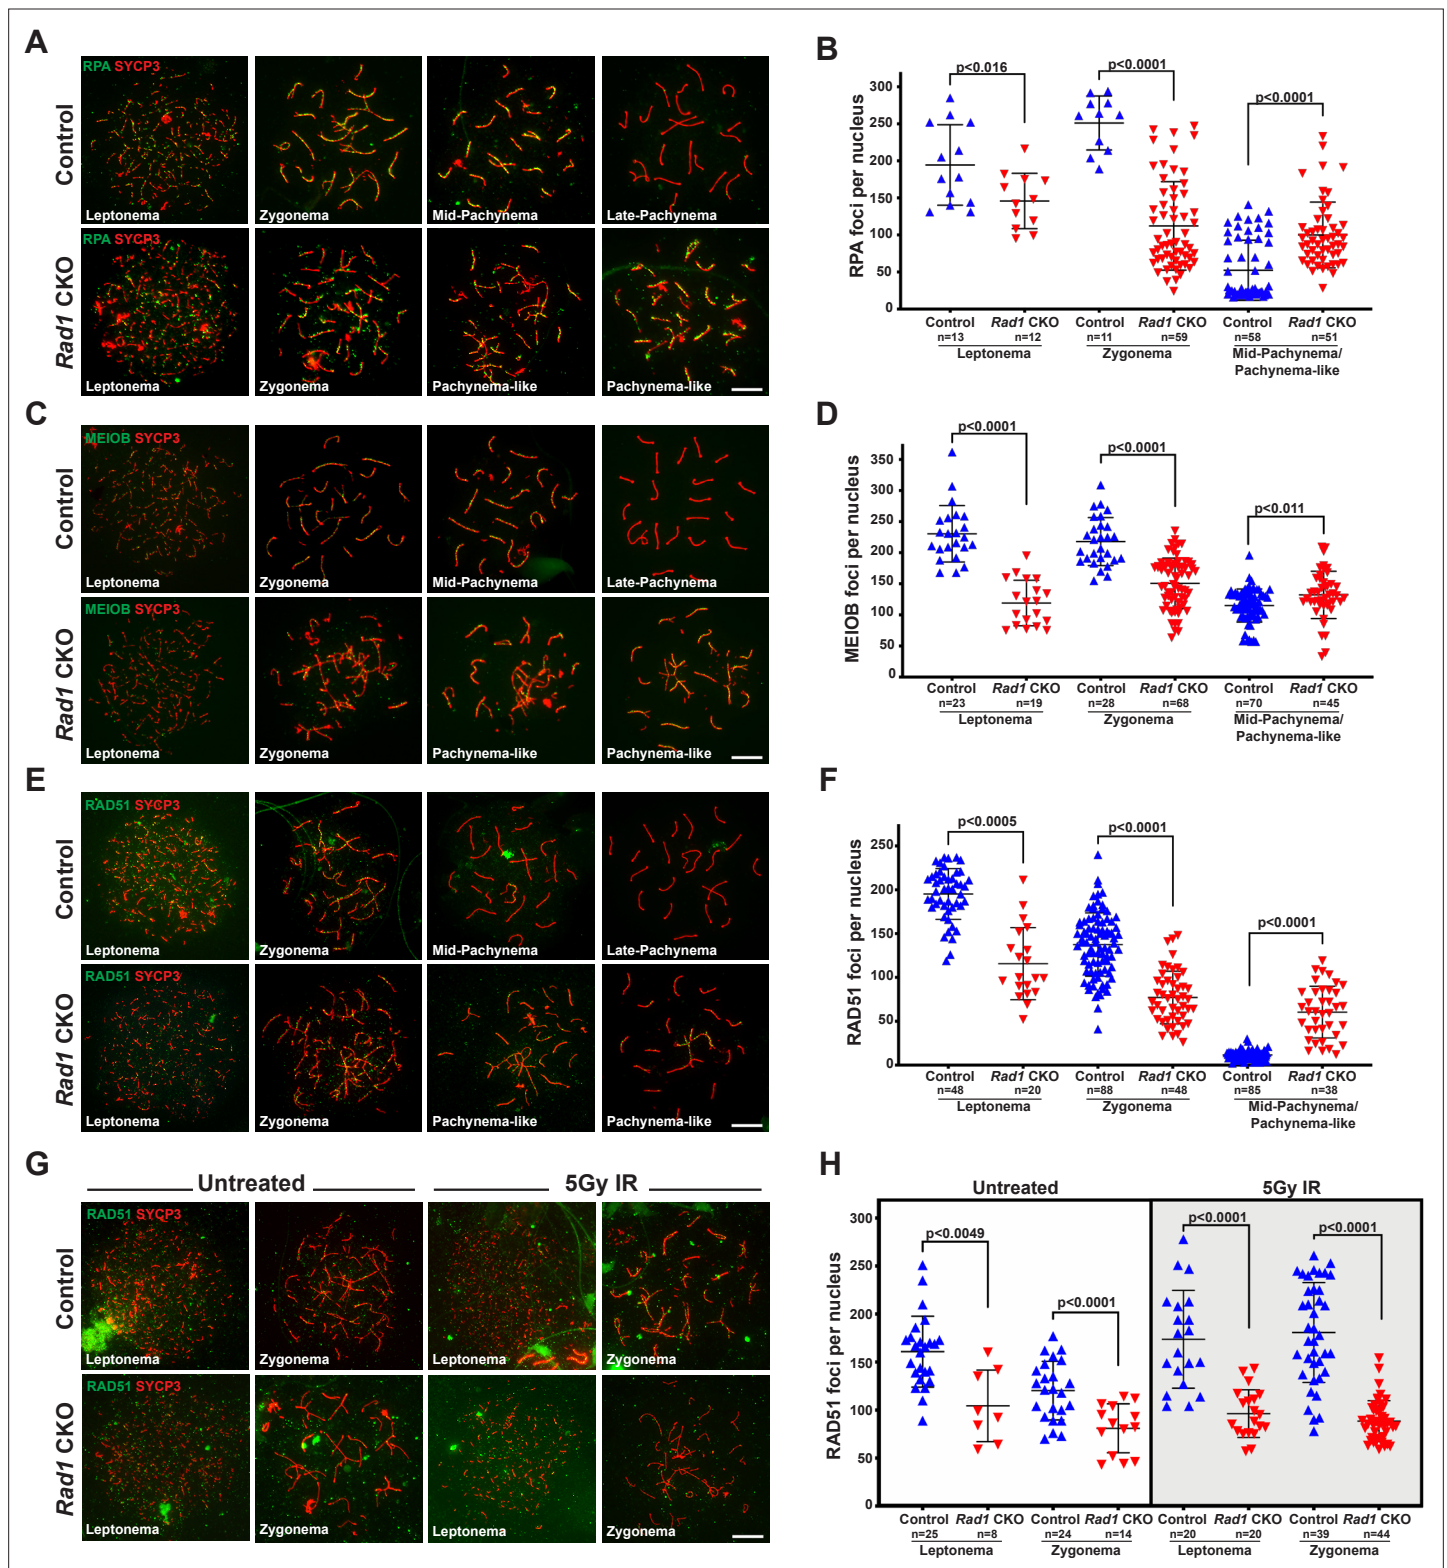 A
RPA SYCP3
Control
Leptonema
Zygonema
Mid-Pachynema
Late-Pachynema
RPA SYCP3
Rad1 CKO
Leptonema
Zygonema
Pachynema-like
Pachynema-like
B
RPA foci per nucleus
300
250
200
150
100
50
0
p<0.016
p<0.0001
p<0.0001
Control Rad1 CKO Control Rad1 CKO Control Rad1 CKO
n=13 n=12 n=11 n=59 n=58 n=51
Leptonema Zygonema Mid-Pachynema/
Pachynema-like
C
MEIOB SYCP3
Control
Leptonema
Zygonema
Mid-Pachynema
Late-Pachynema
MEIOB SYCP3
Rad1 CKO
Leptonema
Zygonema
Pachynema-like
Pachynema-like
D
MEIOB foci per nucleus
350
300
250
200
150
100
50
0
p<0.0001
p<0.0001
p<0.011
Control Rad1 CKO Control Rad1 CKO Control Rad1 CKO
n=23 n=19 n=28 n=68 n=70 n=45
Leptonema Zygonema Mid-Pachynema/
Pachynema-like
E
RAD51 SYCP3
Control
Leptonema
Zygonema
Mid-Pachynema
Late-Pachynema
RAD51 SYCP3
Rad1 CKO
Leptonema
Zygonema
Pachynema-like
Pachynema-like
F
RAD51 foci per nucleus
250
200
150
100
50
0
p<0.0005
p<0.0001
p<0.0001
Control Rad1 CKO Control Rad1 CKO Control Rad1 CKO
n=48 n=20 n=88 n=48 n=85 n=38
Leptonema Zygonema Mid-Pachynema/
Pachynema-like
G
Untreated 5Gy IR
RAD51 SYCP3
Control
Leptonema
Zygonema
Leptonema
Zygonema
RAD51 SYCP3
Rad1 CKO
Leptonema
Zygonema
Leptonema
Zygonema
H
Untreated 5Gy IR
RAD51 foci per nucleus
300
250
200
150
100
50
0
p<0.0049
p<0.0001
p<0.0001
p<0.0001
Control Rad1 CKO Control Rad1 CKO Control Rad1 CKO Control Rad1 CKO
n=25 n=8 n=24 n=14 n=20 n=20 n=39 n=44
Leptonema Zygonema Leptonema Zygonema